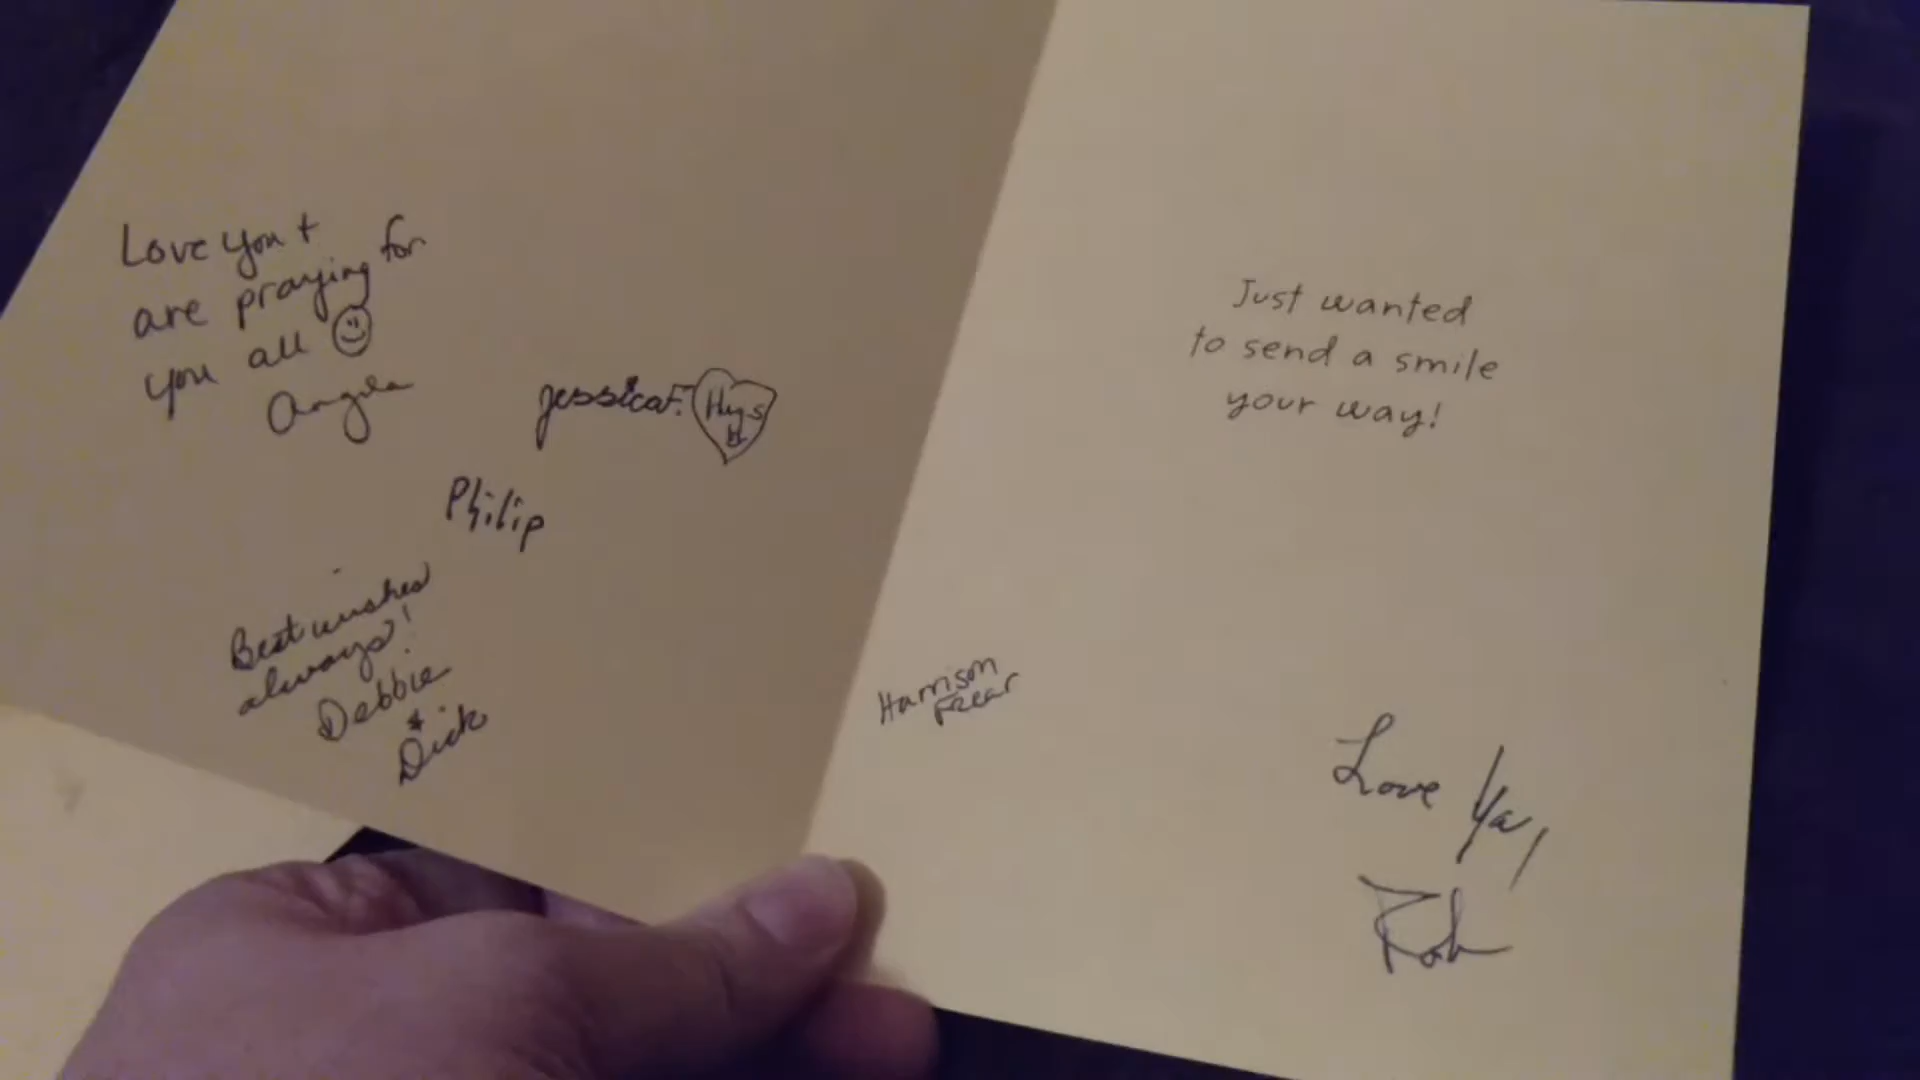 Love you +
are praying for
you all
Angela
Jessica F.
Philip
Best wishes
always!
Debbie
Dick
Just wanted
to send a smile
your way!
Harrison
Frear
Love Ya,
Rob